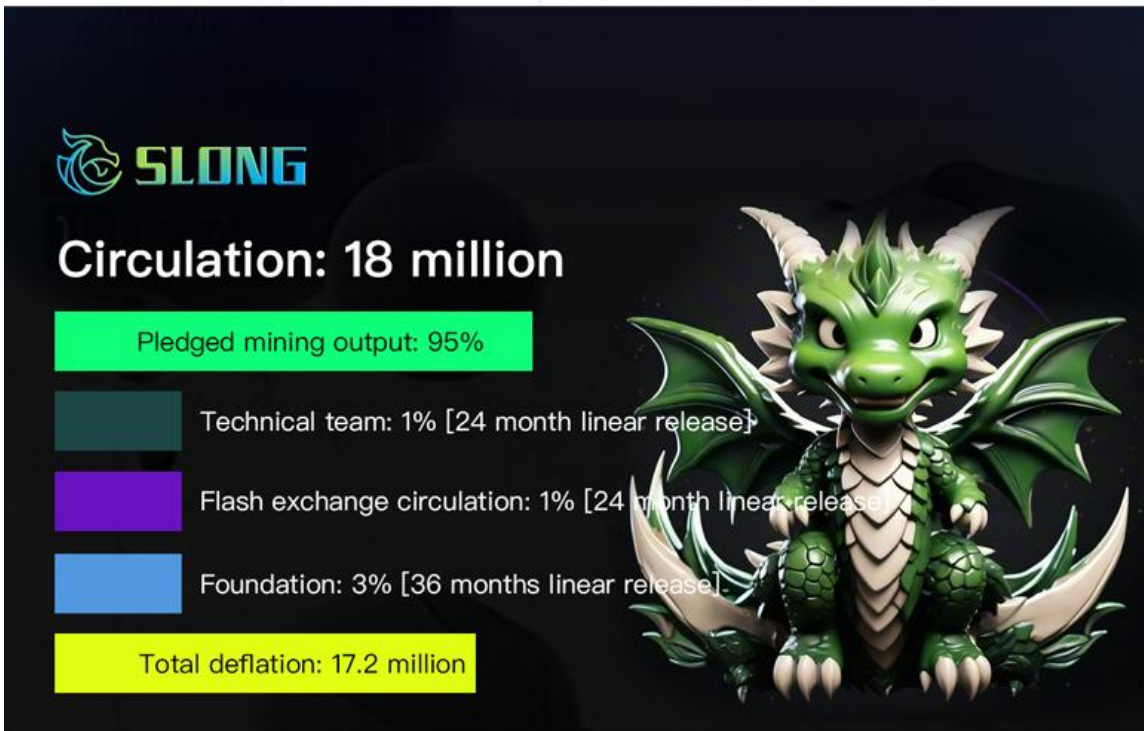 SLONG
Circulation: 18 million
Pledged mining output: 95%
Technical team: 1% [24 month linear release]
Flash exchange circulation: 1% [24 month linear release]
Foundation: 3% [36 months linear release]
Total deflation: 17.2 million